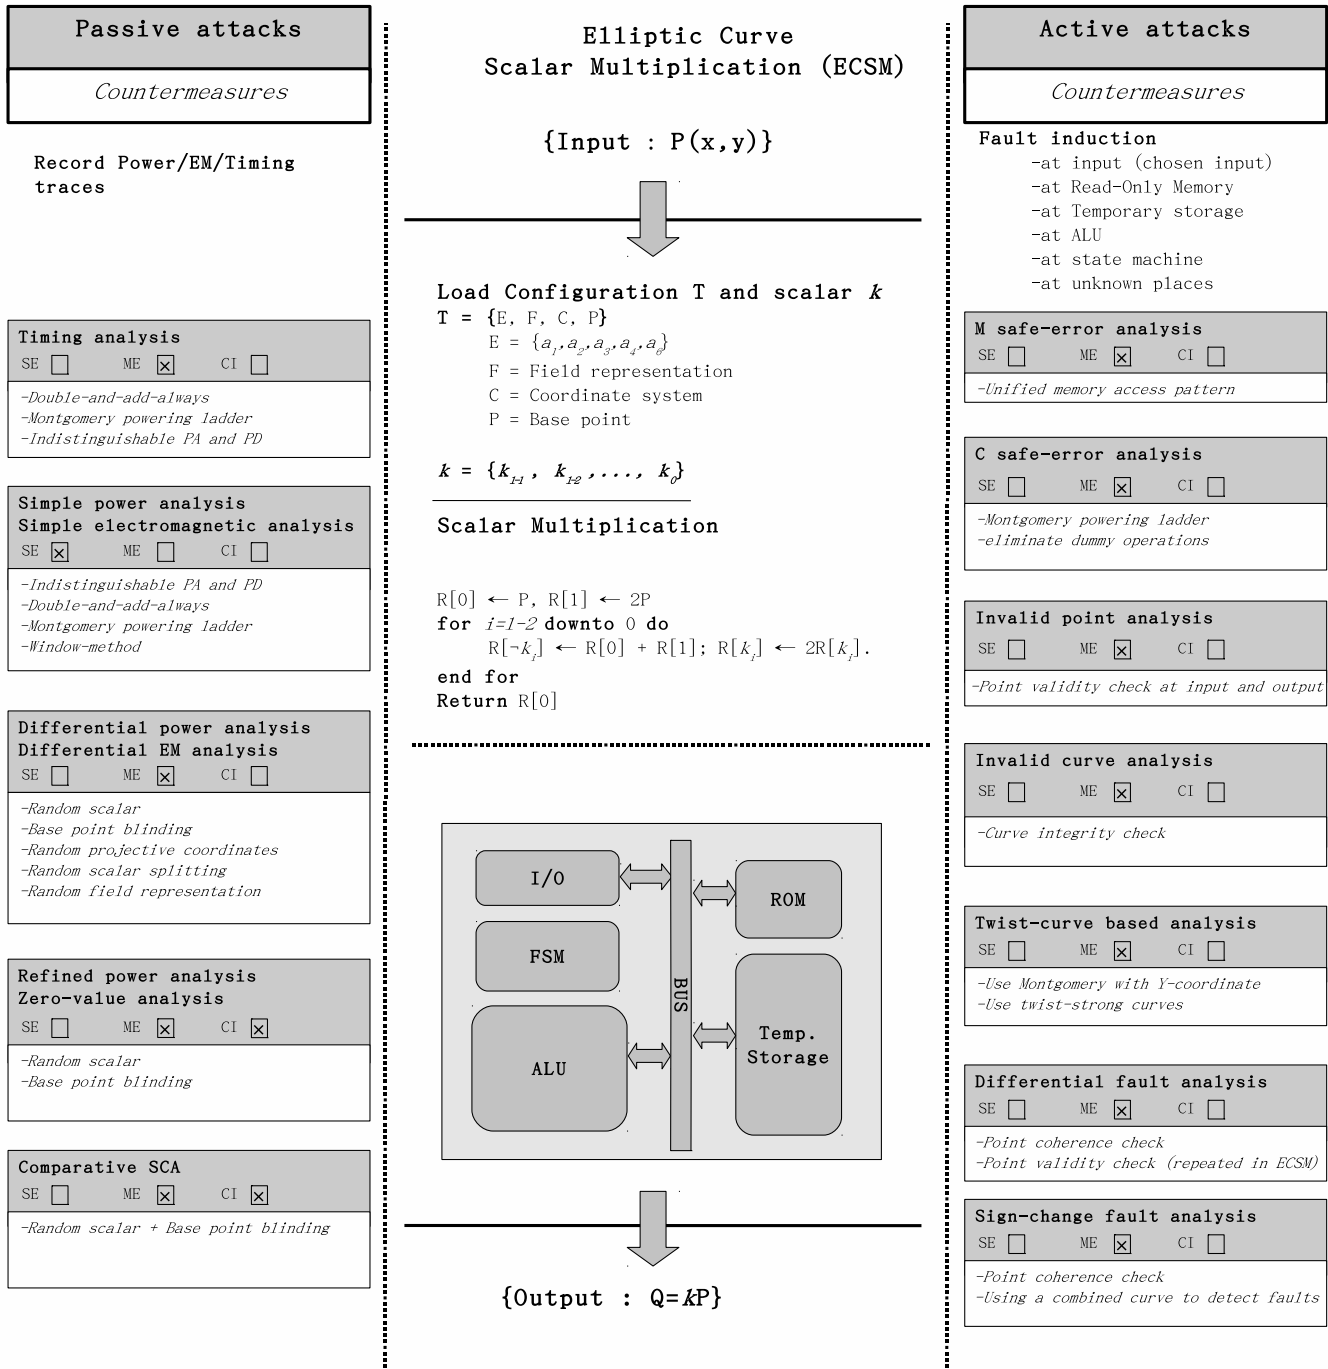 Passive attacks
Countermeasures
Record Power/EM/Timing
traces
Timing analysis
SE ☐ ME ☒ CI ☐
-Double-and-add-always
-Montgomery powering ladder
-Indistinguishable PA and PD
Simple power analysis
Simple electromagnetic analysis
SE ☒ ME ☐ CI ☐
-Indistinguishable PA and PD
-Double-and-add-always
-Montgomery powering ladder
-Window-method
Differential power analysis
Differential EM analysis
SE ☐ ME ☒ CI ☐
-Random scalar
-Base point blinding
-Random projective coordinates
-Random scalar splitting
-Random field representation
Refined power analysis
Zero-value analysis
SE ☐ ME ☒ CI ☒
-Random scalar
-Base point blinding
Comparative SCA
SE ☐ ME ☒ CI ☒
-Random scalar + Base point blinding
Elliptic Curve
Scalar Multiplication (ECSM)
{Input : P(x,y)}
Load Configuration T and scalar k
T = {E, F, C, P}
E = {a₁,a₂,a₃,a₄,a₆}
F = Field representation
C = Coordinate system
P = Base point
k = {k_{l-1}, k_{l-2},..., k₀}
Scalar Multiplication
R[0] ← P, R[1] ← 2P
for i=l-2 downto 0 do
R[¬kᵢ] ← R[0] + R[1]; R[kᵢ] ← 2R[kᵢ].
end for
Return R[0]
I/O
FSM
ALU
BUS
ROM
Temp.
Storage
{Output : Q=kP}
Active attacks
Countermeasures
Fault induction
-at input (chosen input)
-at Read-Only Memory
-at Temporary storage
-at ALU
-at state machine
-at unknown places
M safe-error analysis
SE ☐ ME ☒ CI ☐
-Unified memory access pattern
C safe-error analysis
SE ☐ ME ☒ CI ☐
-Montgomery powering ladder
-eliminate dummy operations
Invalid point analysis
SE ☐ ME ☒ CI ☐
-Point validity check at input and output
Invalid curve analysis
SE ☐ ME ☒ CI ☐
-Curve integrity check
Twist-curve based analysis
SE ☐ ME ☒ CI ☐
-Use Montgomery with Y-coordinate
-Use twist-strong curves
Differential fault analysis
SE ☐ ME ☒ CI ☐
-Point coherence check
-Point validity check (repeated in ECSM)
Sign-change fault analysis
SE ☐ ME ☒ CI ☐
-Point coherence check
-Using a combined curve to detect faults